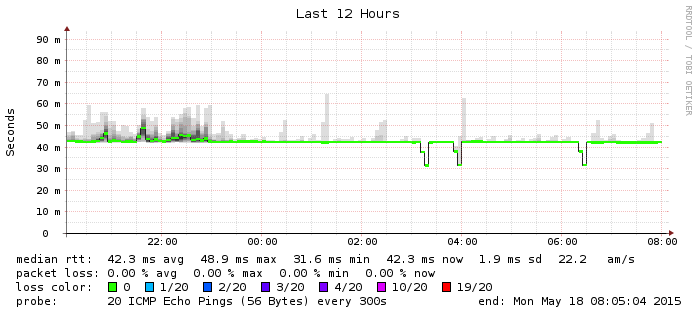 Last 12 Hours
RRDTOOL / TOBI OETIKER
Seconds
90 m
80 m
70 m
60 m
50 m
40 m
30 m
20 m
10 m
0
22:00 00:00 02:00 04:00 06:00 08:00
median rtt: 42.3 ms avg 48.9 ms max 31.6 ms min 42.3 ms now 1.9 ms sd 22.2 am/s
packet loss: 0.00 % avg 0.00 % max 0.00 % min 0.00 % now
loss color: 0 1/20 2/20 3/20 4/20 10/20 19/20
probe: 20 ICMP Echo Pings (56 Bytes) every 300s end: Mon May 18 08:05:04 2015